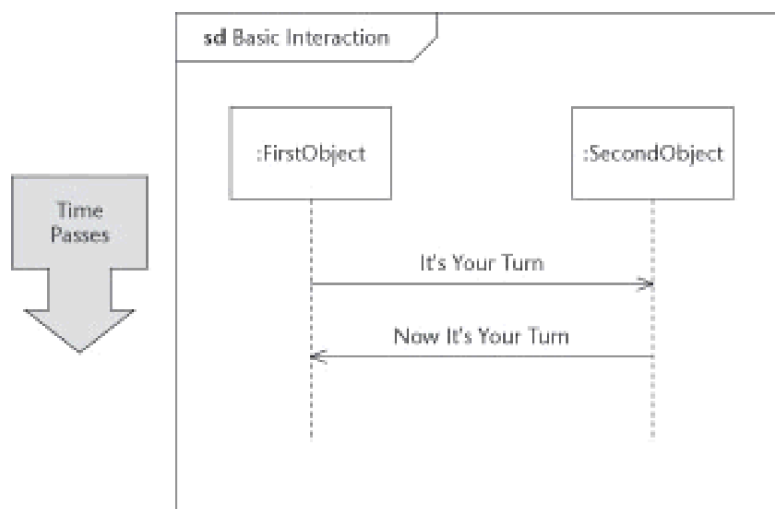 sd Basic Interaction
:FirstObject
:SecondObject
Time
Passes
It's Your Turn
Now It's Your Turn